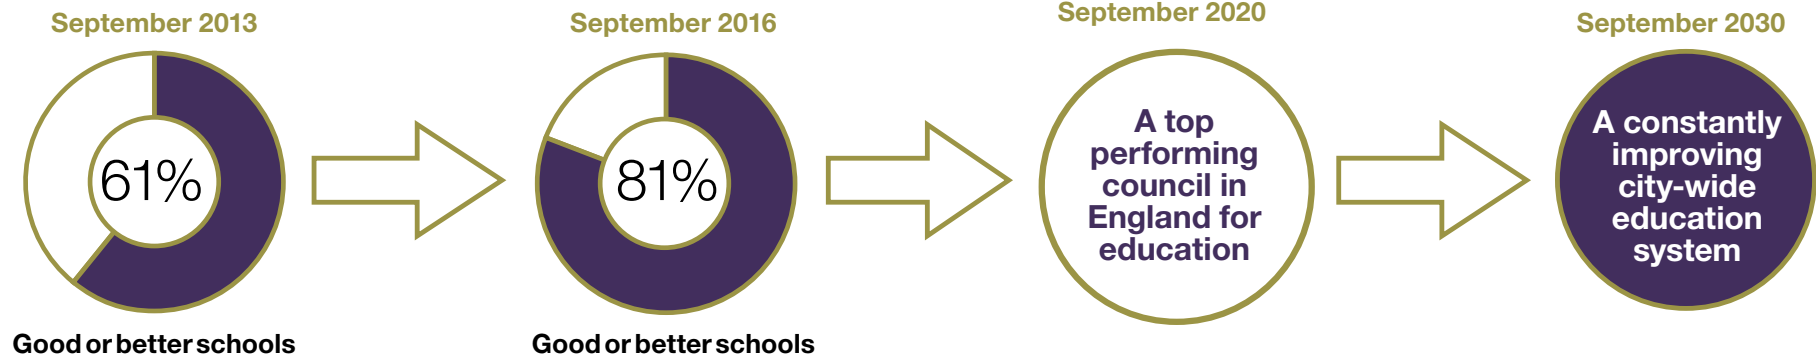 September 2013
61%
Good or better schools
September 2016
81%
Good or better schools
September 2020
A top
performing
council in
England for
education
September 2030
A constantly
improving
city-wide
education
system